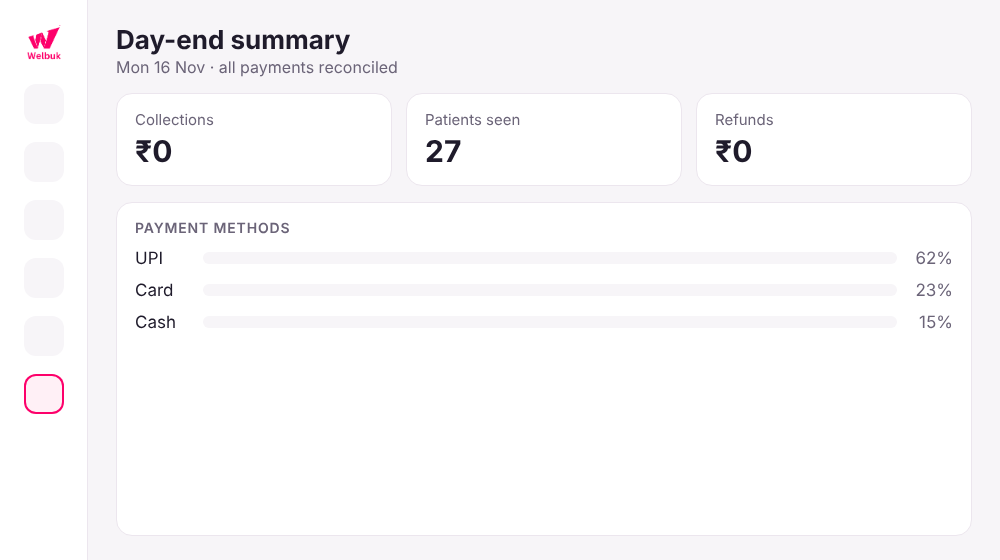 Welbuk
Day-end summary
Mon 16 Nov · all payments reconciled
Collections
₹0
Patients seen
27
Refunds
₹0
PAYMENT METHODS
UPI 62%
Card 23%
Cash 15%